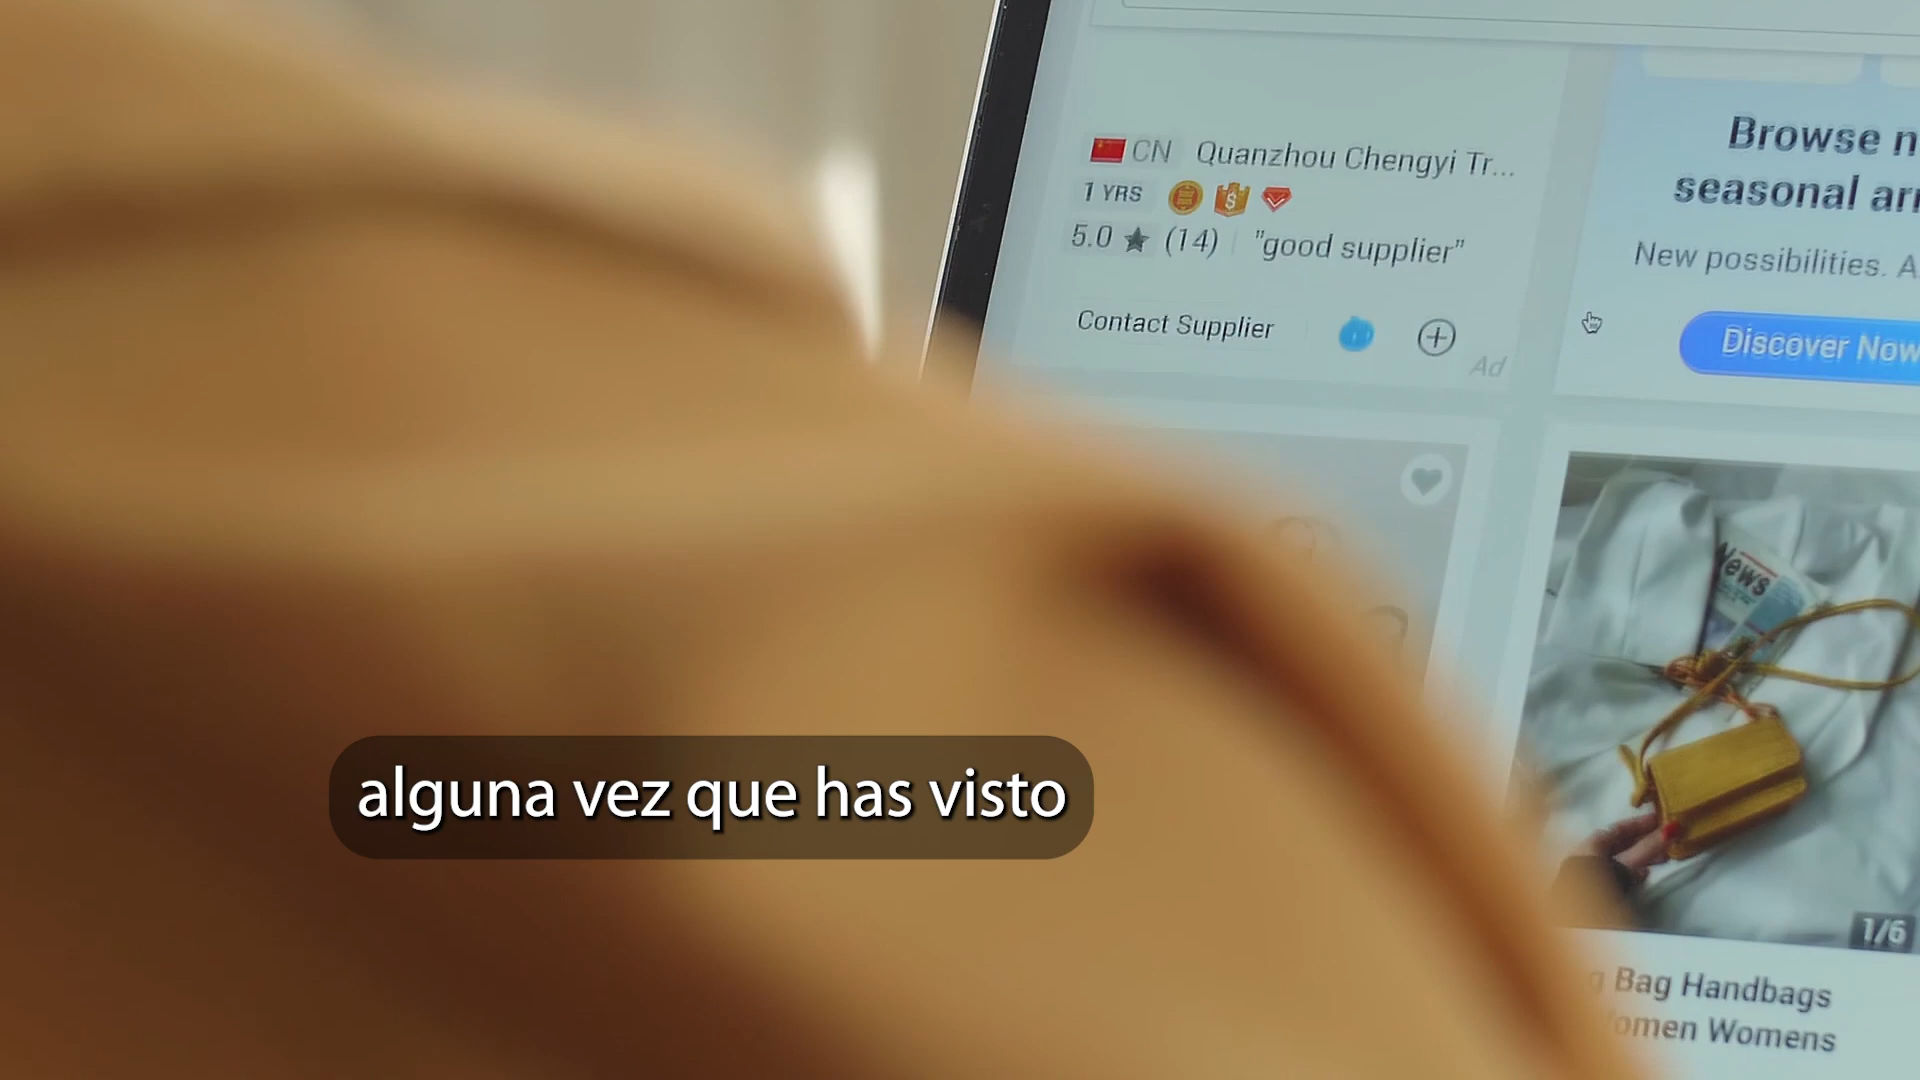 CN Quanzhou Chengyi Tr...
1 YRS
5.0 ★ (14) "good supplier"
Contact Supplier
Ad
Browse n
seasonal arr
New possibilities. A
Discover Now
News
1/6
g Bag Handbags
omen Womens
alguna vez que has visto